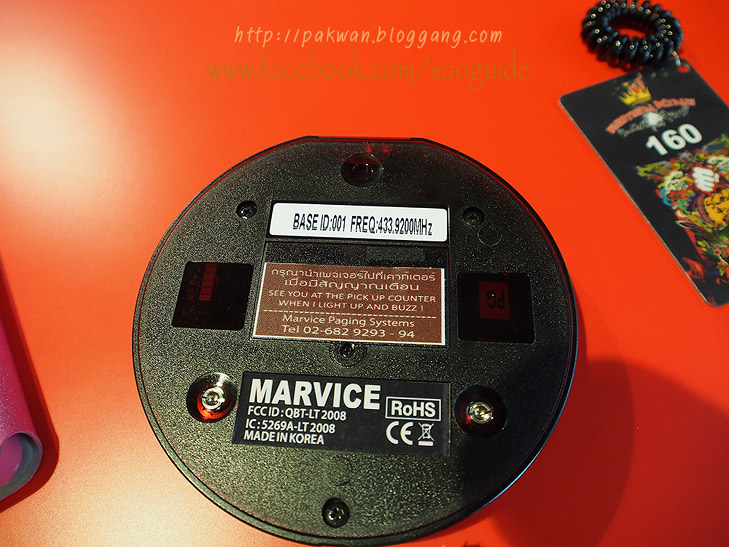 http://pakwan.bloggang.com
www.facebook.com/saoguide
160
BASE ID:001 FREQ:433.9200MHz
กรุณานำเพจเจอร์ไปที่เคาท์เตอร์
เมื่อมีสัญญาณเตือน
SEE YOU AT THE PICK UP COUNTER
WHEN I LIGHT UP AND BUZZ !
Marvice Paging Systems
Tel 02-682 9293 - 94
MARVICE
FCC ID : QBT-LT 2008
IC : 5269A-LT 2008
MADE IN KOREA
RoHS
CE